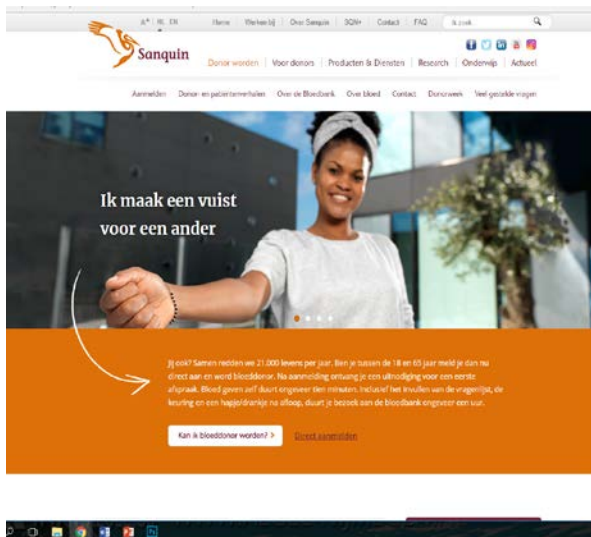 A+ NL EN Home Werken bij Over Sanquin SQN+ Contact FAQ Ik zoek
Sanquin
Donor worden Voor donors Producten & Diensten Research Onderwijs Actueel
Aanmelden Donor- en patiëntenverhalen Over de Bloedbank Over bloed Contact Donorweek Veel gestelde vragen
Ik maak een vuist
voor een ander
Jij ook? Samen redden we 21.000 levens per jaar. Ben je tussen de 18 en 65 jaar meld je dan nu
direct aan en word bloeddonor. Na aanmelding ontvang je een uitnodiging voor een eerste
afspraak. Bloed geven zelf duurt ongeveer tien minuten. Inclusief het invullen van de vragenlijst, de
keuring en een hapje/drankje na afloop, duurt je bezoek aan de bloedbank ongeveer een uur.
Kan ik bloeddonor worden? > Direct aanmelden